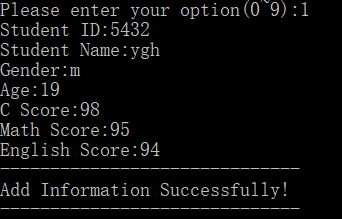 Please enter your option(0~9):1
Student ID:5432
Student Name:ygh
Gender:m
Age:19
C Score:98
Math Score:95
English Score:94
------------------------------
Add Information Successfully!
------------------------------